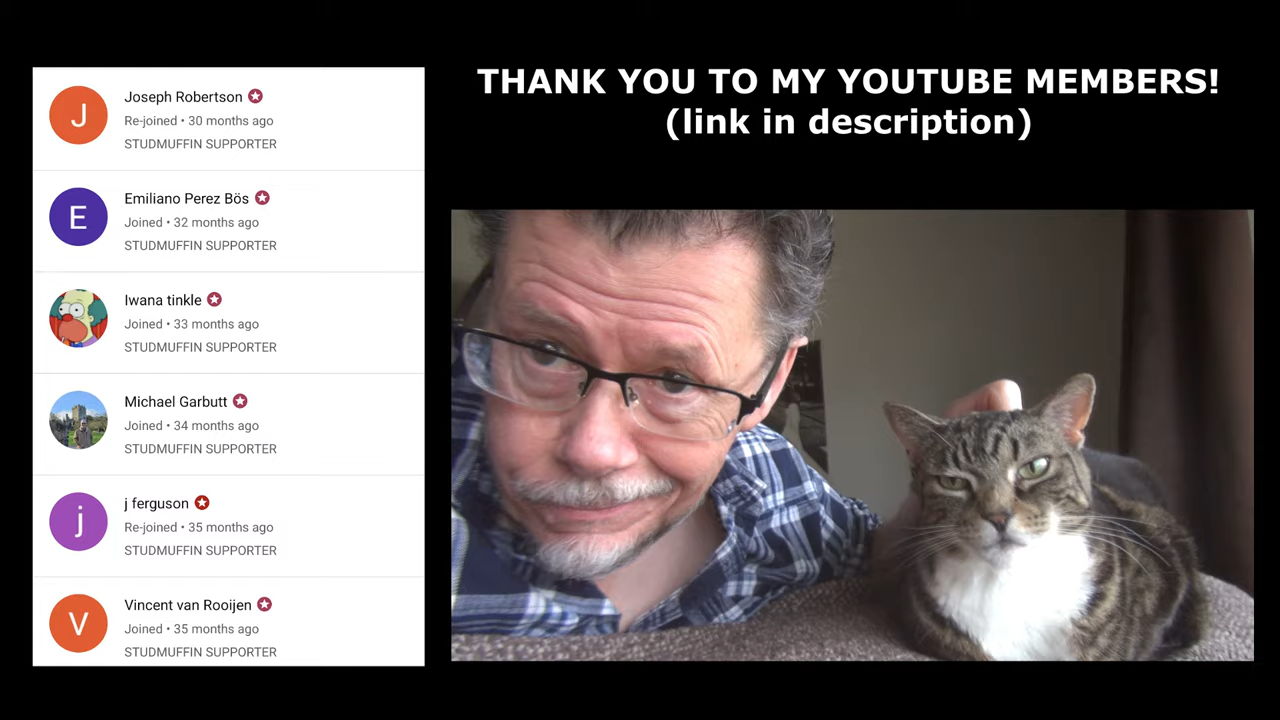 THANK YOU TO MY YOUTUBE MEMBERS!
(link in description)
J
Joseph Robertson
Re-joined • 30 months ago
STUDMUFFIN SUPPORTER
E
Emiliano Perez Bös
Joined • 32 months ago
STUDMUFFIN SUPPORTER
Iwana tinkle
Joined • 33 months ago
STUDMUFFIN SUPPORTER
Michael Garbutt
Joined • 34 months ago
STUDMUFFIN SUPPORTER
j
j ferguson
Re-joined • 35 months ago
STUDMUFFIN SUPPORTER
V
Vincent van Rooijen
Joined • 35 months ago
STUDMUFFIN SUPPORTER